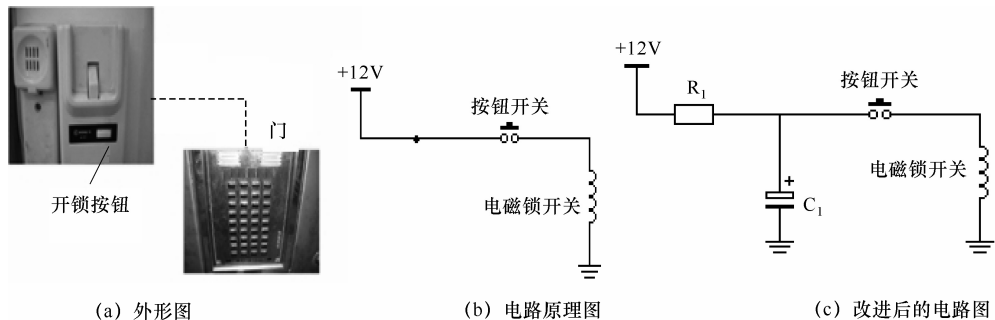 门
开锁按钮
(a) 外形图
+12V
按钮开关
电磁锁开关
(b) 电路原理图
+12V
R₁
按钮开关
电磁锁开关
+
C₁
(c) 改进后的电路图